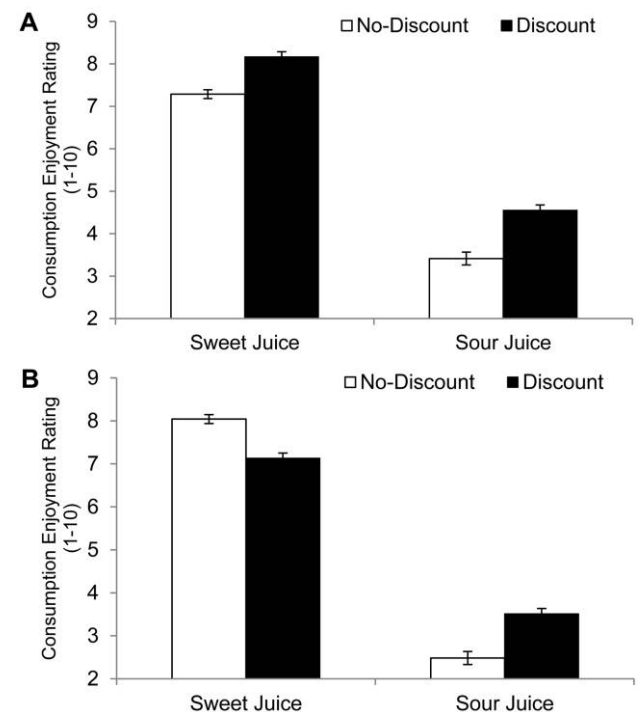 A
No-Discount Discount
Consumption Enjoyment Rating
(1-10)
9
8
7
6
5
4
3
2
Sweet Juice Sour Juice
B
No-Discount Discount
Consumption Enjoyment Rating
(1-10)
9
8
7
6
5
4
3
2
Sweet Juice Sour Juice